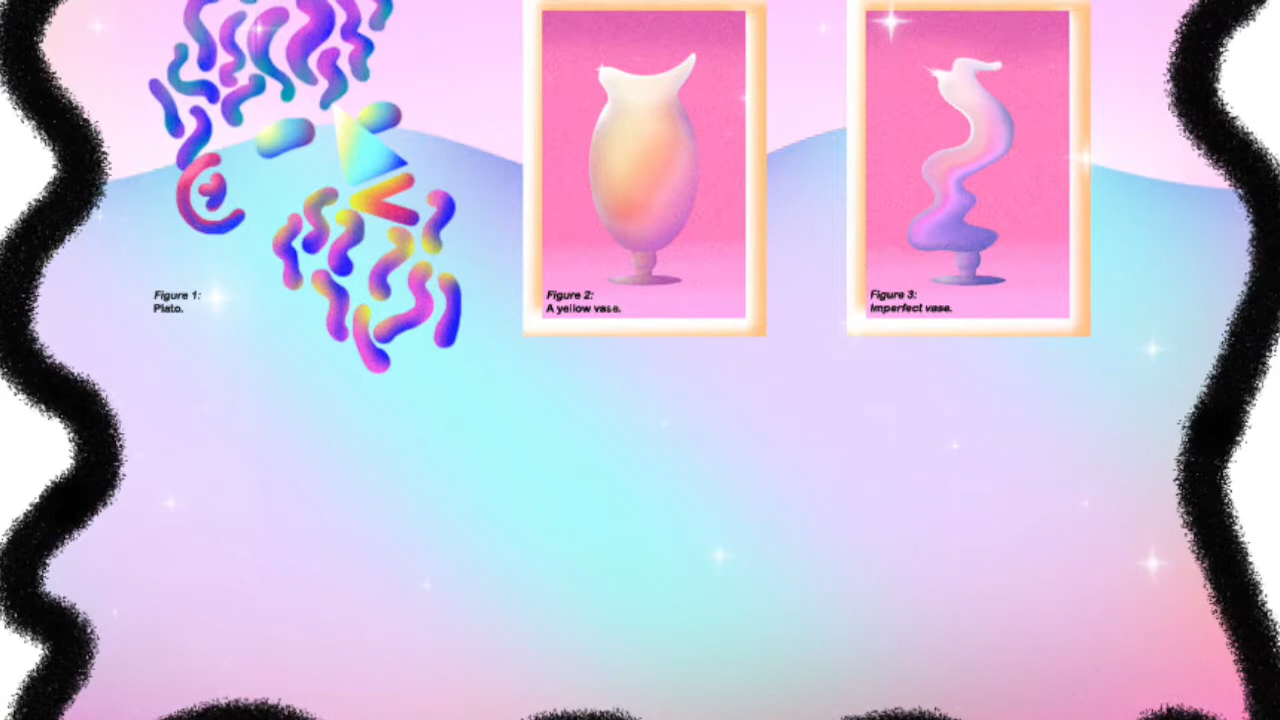 Figure 1:
Plato.
Figure 2:
A yellow vase.
Figure 3:
Imperfect vase.